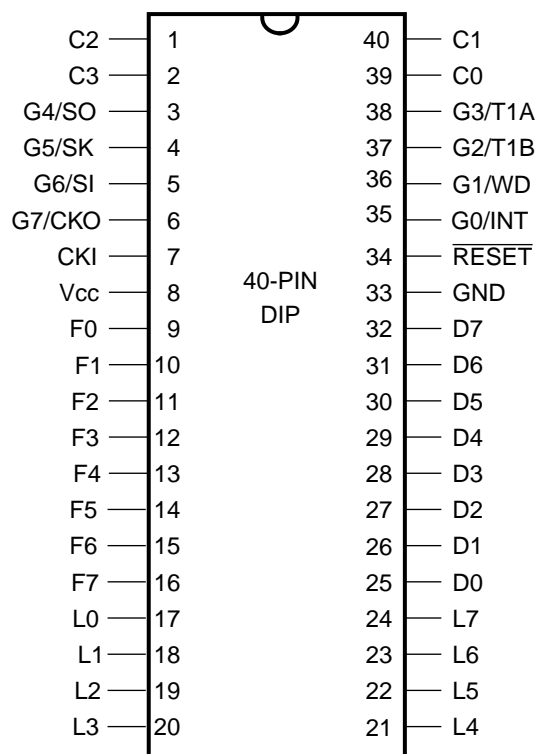 C2 1 40 C1
C3 2 39 C0
G4/SO 3 38 G3/T1A
G5/SK 4 37 G2/T1B
G6/SI 5 36 G1/WD
G7/CKO 6 35 G0/INT
CKI 7 34 RESET
Vcc 8 40-PIN 33 GND
F0 9 DIP 32 D7
F1 10 31 D6
F2 11 30 D5
F3 12 29 D4
F4 13 28 D3
F5 14 27 D2
F6 15 26 D1
F7 16 25 D0
L0 17 24 L7
L1 18 23 L6
L2 19 22 L5
L3 20 21 L4